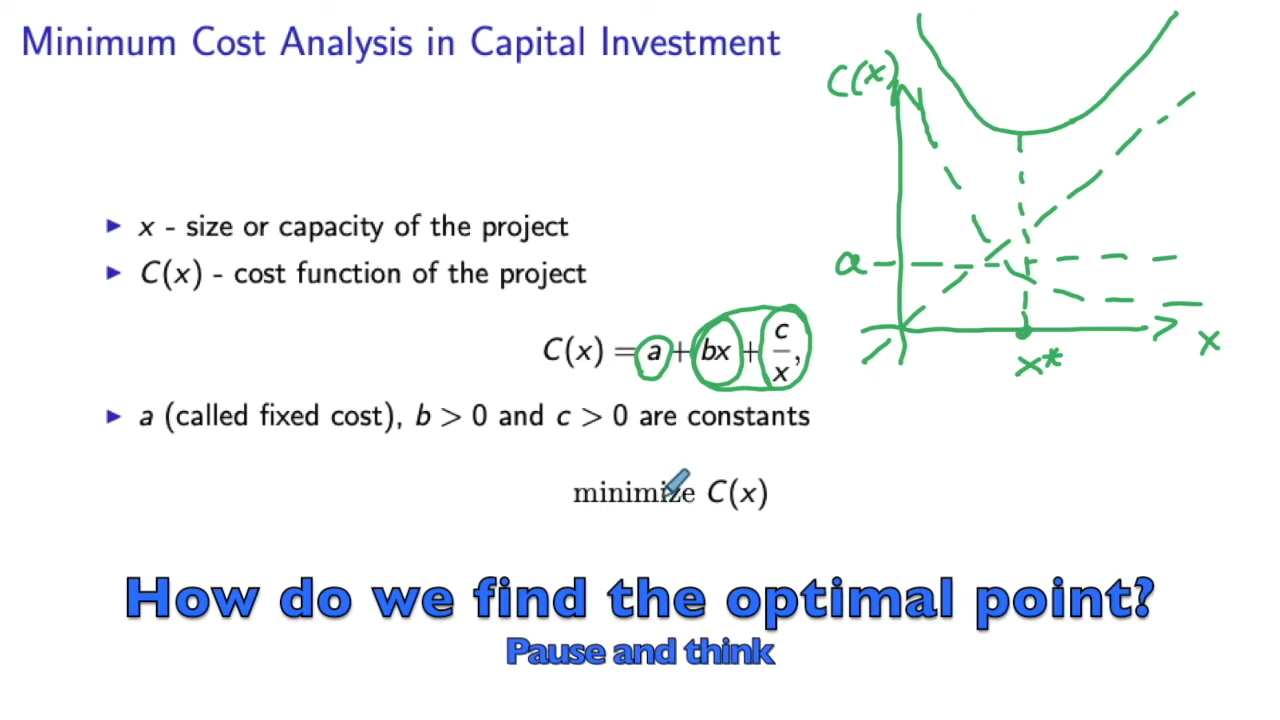 Minimum Cost Analysis in Capital Investment
C(x)
▶ x - size or capacity of the project
▶ C(x) - cost function of the project
a
C(x) = a + bx + c/x,
x
x*
▶ a (called fixed cost), b > 0 and c > 0 are constants
minimize C(x)
How do we find the optimal point?
Pause and think